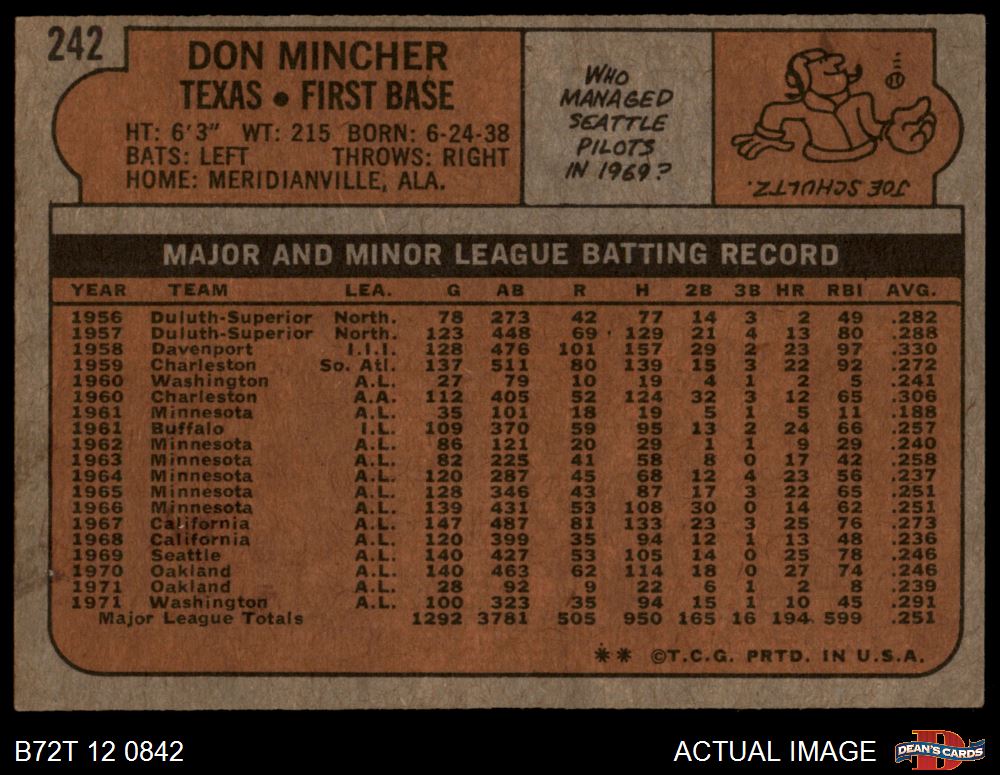 242
DON MINCHER
TEXAS • FIRST BASE
HT: 6'3" WT: 215 BORN: 6-24-38
BATS: LEFT THROWS: RIGHT
HOME: MERIDIANVILLE, ALA.
WHO
MANAGED
SEATTLE
PILOTS
IN 1969?
JOE SCHULTZ.
MAJOR AND MINOR LEAGUE BATTING RECORD
YEAR TEAM LEA. G AB R H 2B 3B HR RBI AVG.
1956 Duluth-Superior North. 78 273 42 77 14 3 2 49 .282
1957 Duluth-Superior North. 123 448 69 129 21 4 13 80 .288
1958 Davenport I.I.I. 128 476 101 157 29 2 23 97 .330
1959 Charleston So. Atl. 137 511 80 139 15 3 22 92 .272
1960 Washington A.L. 27 79 10 19 4 1 2 5 .241
1960 Charleston A.A. 112 405 52 124 32 3 12 65 .306
1961 Minnesota A.L. 35 101 18 19 5 1 5 11 .188
1961 Buffalo I.L. 109 370 59 95 13 2 24 66 .257
1962 Minnesota A.L. 86 121 20 29 1 1 9 29 .240
1963 Minnesota A.L. 82 225 41 58 8 0 17 42 .258
1964 Minnesota A.L. 120 287 45 68 12 4 23 56 .237
1965 Minnesota A.L. 128 346 43 87 17 3 22 65 .251
1966 Minnesota A.L. 139 431 53 108 30 0 14 62 .251
1967 California A.L. 147 487 81 133 23 3 25 76 .273
1968 California A.L. 120 399 35 94 12 1 13 48 .236
1969 Seattle A.L. 140 427 53 105 14 0 25 78 .246
1970 Oakland A.L. 140 463 62 114 18 0 27 74 .246
1971 Oakland A.L. 28 92 9 22 6 1 2 8 .239
1971 Washington A.L. 100 323 35 94 15 1 10 45 .291
Major League Totals 1292 3781 505 950 165 16 194 599 .251
** ©T.C.G. PRTD. IN U.S.A.
B72T 12 0842
ACTUAL IMAGE
D
DEAN'S CARDS